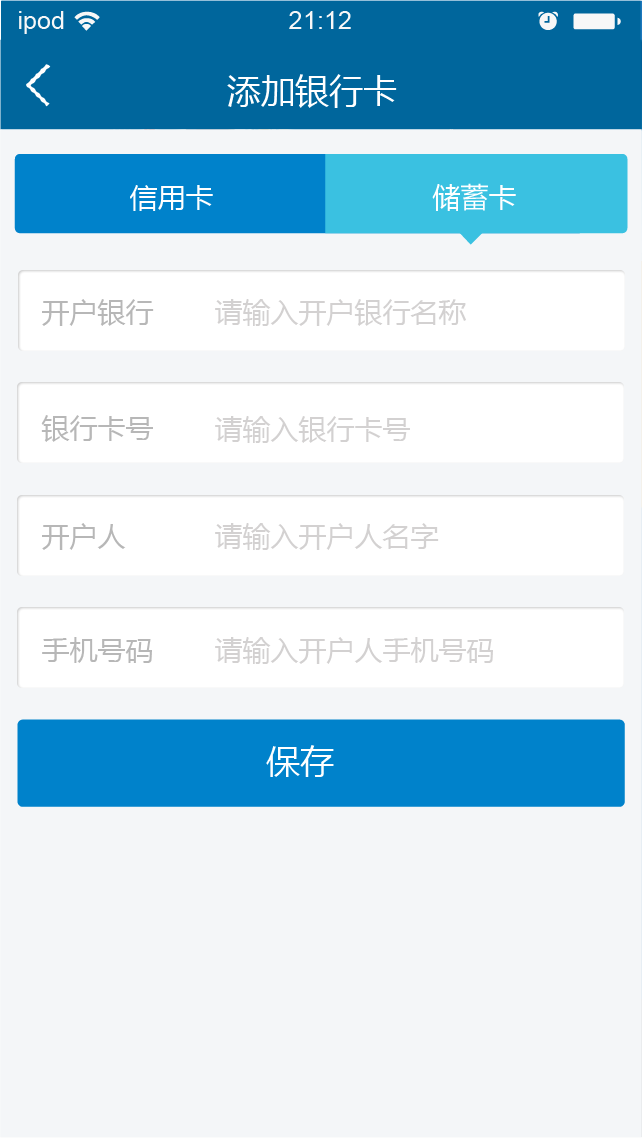 ipod 21:12
添加银行卡
信用卡 储蓄卡
开户银行 请输入开户银行名称
银行卡号 请输入银行卡号
开户人 请输入开户人名字
手机号码 请输入开户人手机号码
保存